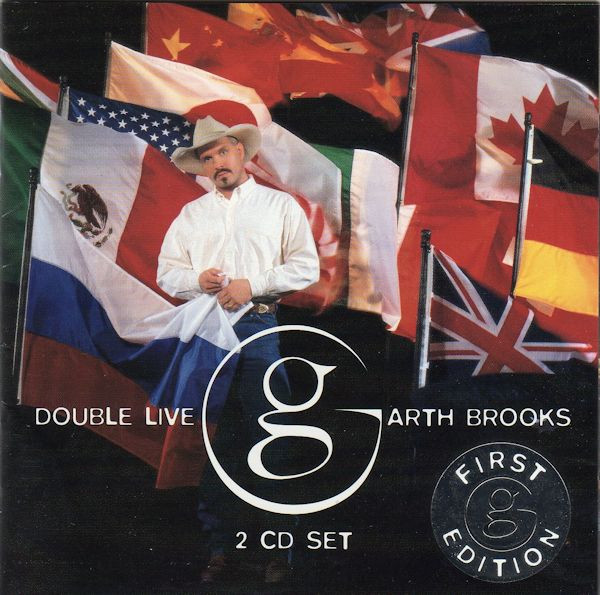 DOUBLE LIVE g ARTH BROOKS
2 CD SET
FIRST
g
EDITION